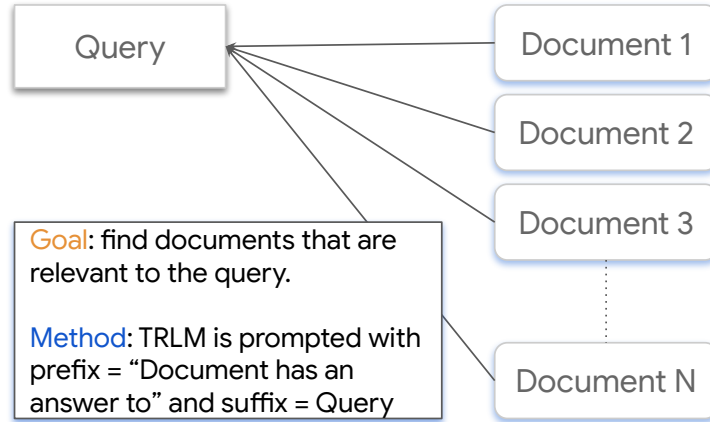 Query
Document 1
Document 2
Document 3
Document N
Goal: find documents that are
relevant to the query.
Method: TRLM is prompted with
prefix = “Document has an
answer to” and suffix = Query